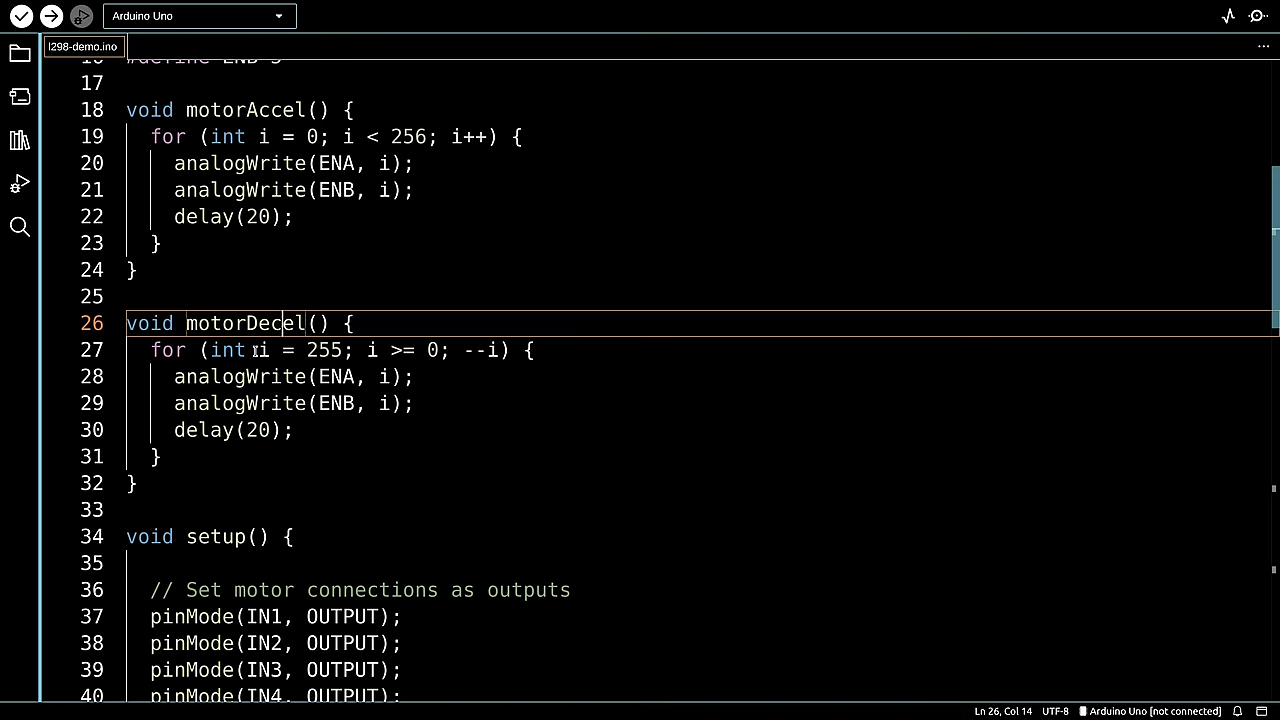 Arduino Uno
l298-demo.ino
16 #define ENB 3
17
18 void motorAccel() {
19 for (int i = 0; i < 256; i++) {
20 analogWrite(ENA, i);
21 analogWrite(ENB, i);
22 delay(20);
23 }
24 }
25
26 void motorDecel() {
27 for (int i = 255; i >= 0; --i) {
28 analogWrite(ENA, i);
29 analogWrite(ENB, i);
30 delay(20);
31 }
32 }
33
34 void setup() {
35
36 // Set motor connections as outputs
37 pinMode(IN1, OUTPUT);
38 pinMode(IN2, OUTPUT);
39 pinMode(IN3, OUTPUT);
40 pinMode(IN4, OUTPUT);
Ln 26, Col 14 UTF-8 Arduino Uno [not connected]